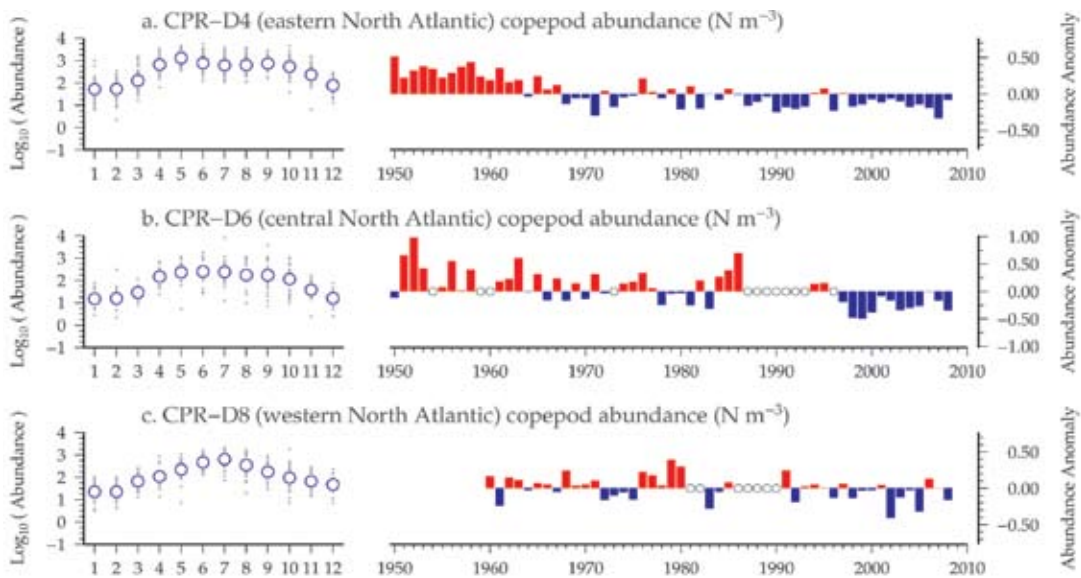 a. CPR–D4 (eastern North Atlantic) copepod abundance (N m⁻³)
Log₁₀ ( Abundance )
4
3
2
1
0
−1
1 2 3 4 5 6 7 8 9 10 11 12
1950 1960 1970 1980 1990 2000 2010
0.50
0.00
−0.50
Abundance Anomaly
b. CPR–D6 (central North Atlantic) copepod abundance (N m⁻³)
Log₁₀ ( Abundance )
4
3
2
1
0
−1
1 2 3 4 5 6 7 8 9 10 11 12
1950 1960 1970 1980 1990 2000 2010
1.00
0.50
0.00
−0.50
−1.00
Abundance Anomaly
c. CPR–D8 (western North Atlantic) copepod abundance (N m⁻³)
Log₁₀ ( Abundance )
4
3
2
1
0
−1
1 2 3 4 5 6 7 8 9 10 11 12
1950 1960 1970 1980 1990 2000 2010
0.50
0.00
−0.50
Abundance Anomaly